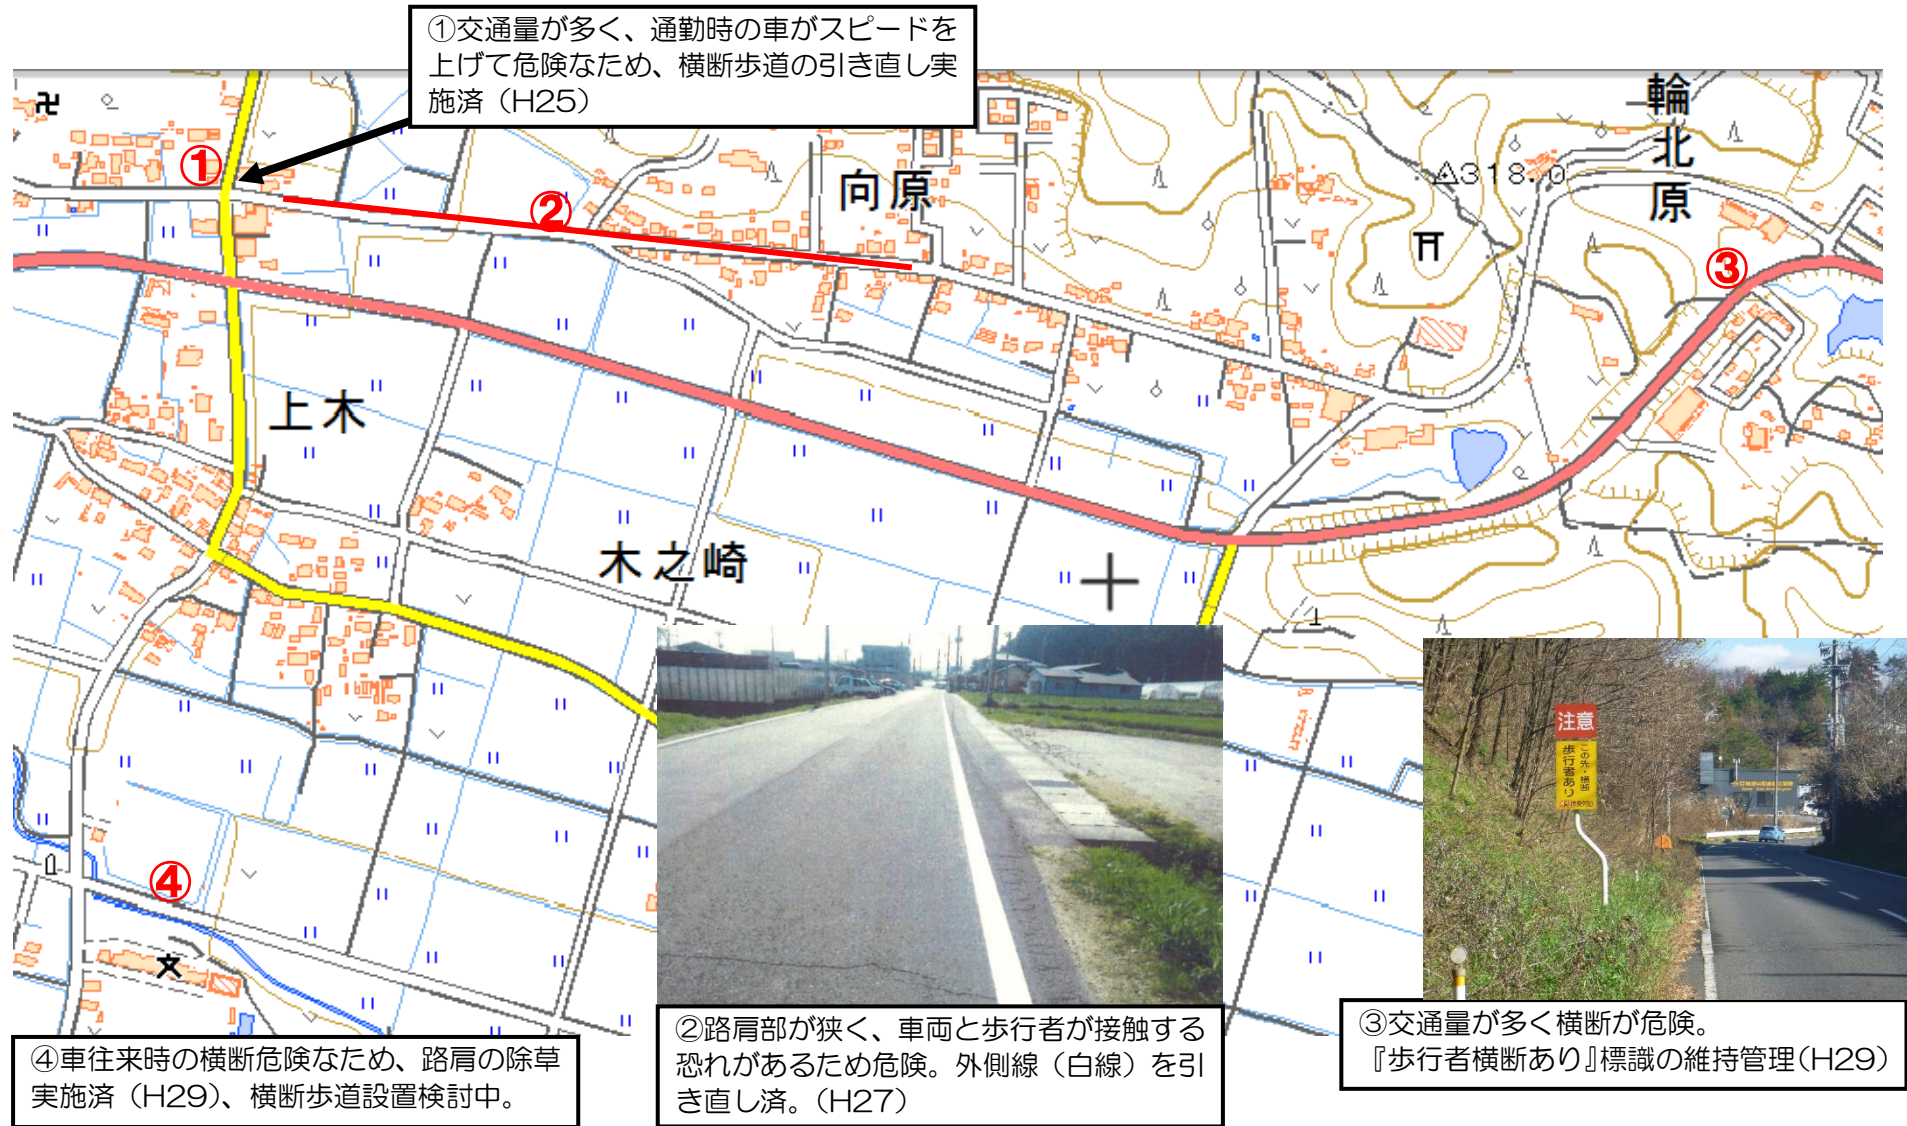 ①交通量が多く、通勤時の車がスピードを
上げて危険なため、横断歩道の引き直し実
施済（H25）
①
②
向原
318.0
輪北原
③
上木
木之崎
④
注意
この先・横断
歩行者あり
④車往来時の横断危険なため、路肩の除草
実施済（H29）、横断歩道設置検討中。
②路肩部が狭く、車両と歩行者が接触する
恐れがあるため危険。外側線（白線）を引
き直し済。（H27）
③交通量が多く横断が危険。
『歩行者横断あり』標識の維持管理（H29）